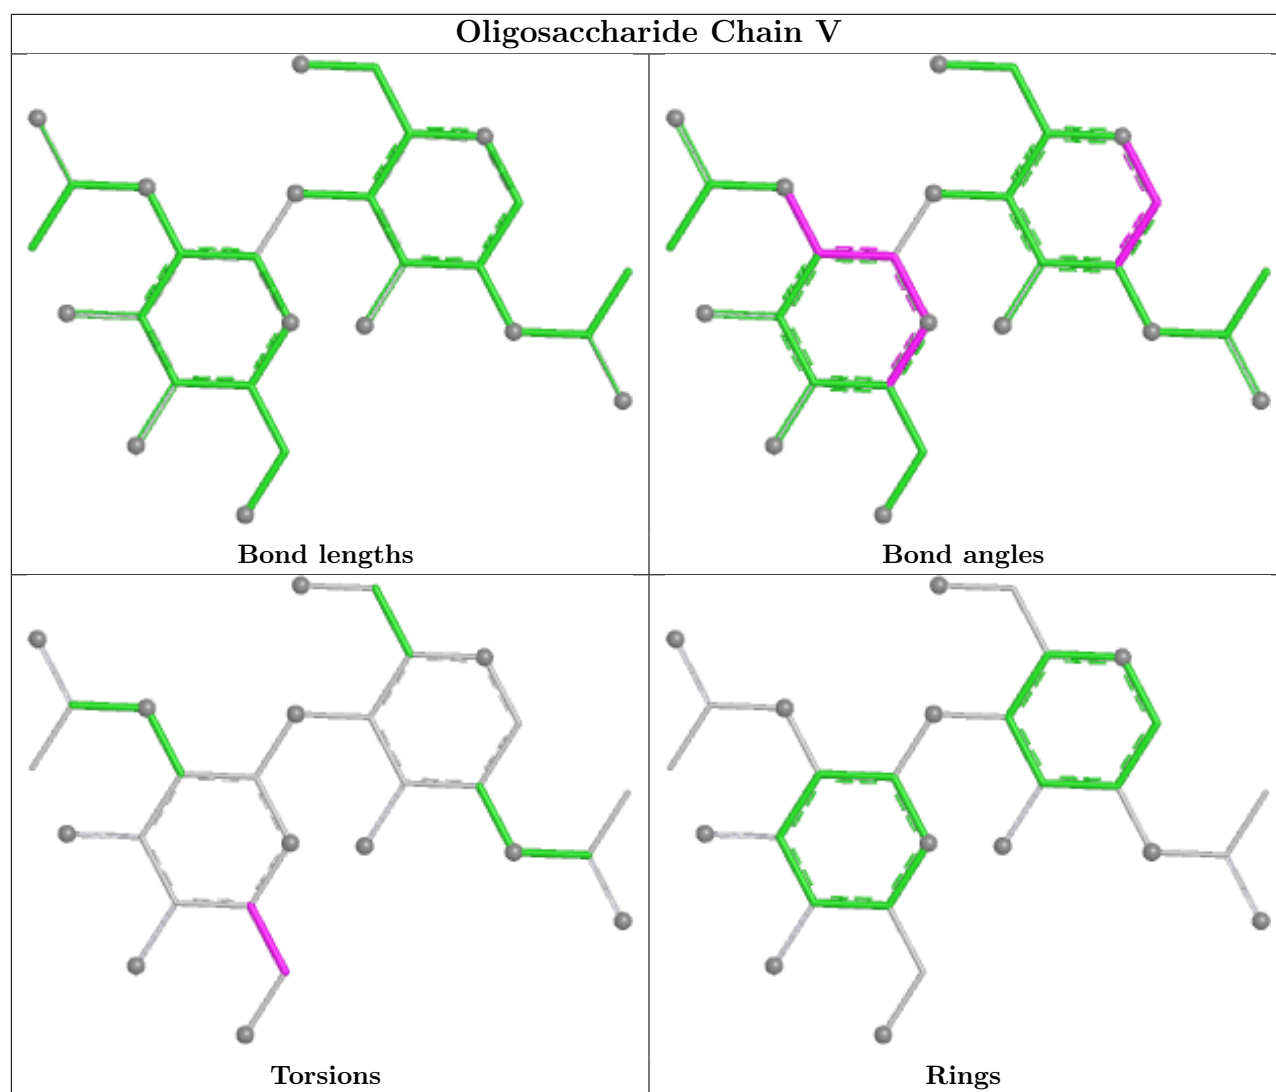 Oligosaccharide Chain V
Bond lengths
Bond angles
Torsions
Rings